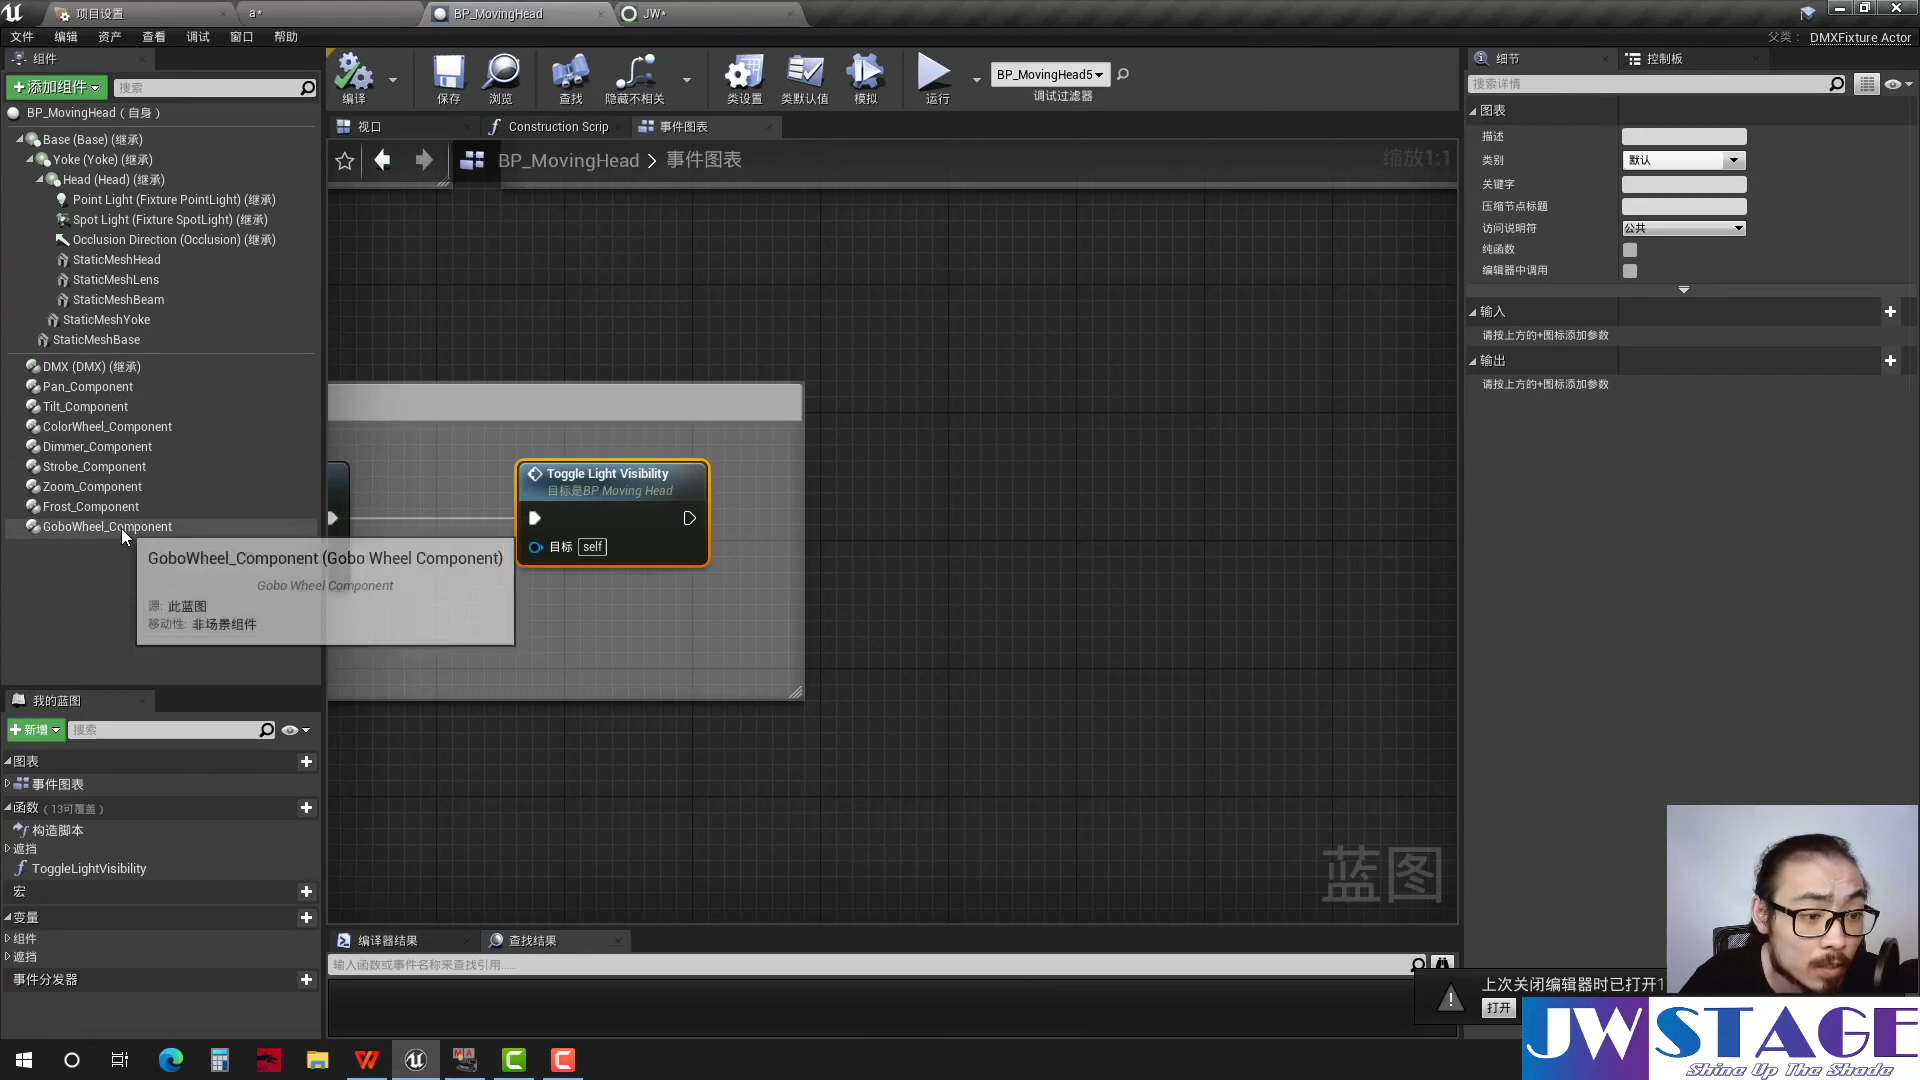 项目设置
a*
BP_MovingHead
JW*
文件 编辑 资产 查看 调试 窗口 帮助
父类： DMXFixture Actor
组件
添加组件
搜索
BP_MovingHead（自身）
Base (Base) (继承)
Yoke (Yoke) (继承)
Head (Head) (继承)
Point Light (Fixture PointLight) (继承)
Spot Light (Fixture SpotLight) (继承)
Occlusion Direction (Occlusion) (继承)
StaticMeshHead
StaticMeshLens
StaticMeshBeam
StaticMeshYoke
StaticMeshBase
DMX (DMX) (继承)
Pan_Component
Tilt_Component
ColorWheel_Component
Dimmer_Component
Strobe_Component
Zoom_Component
Frost_Component
GoboWheel_Component
GoboWheel_Component (Gobo Wheel Component)
Gobo Wheel Component
源: 此蓝图
移动性: 非场景组件
我的蓝图
新增
搜索
图表
事件图表
函数 （13可覆盖）
构造脚本
遮挡
ToggleLightVisibility
宏
变量
组件
遮挡
事件分发器
编译 保存 浏览 查找 隐藏不相关 类设置 类默认值 模拟 运行
BP_MovingHead5
调试过滤器
视口
Construction Scrip
事件图表
BP_MovingHead > 事件图表
缩放1:1
Toggle Light Visibility
目标是BP Moving Head
目标 self
蓝图
编译器结果
查找结果
输入函数或事件名称来查找引用......
细节
控制板
搜索详情
图表
描述
类别 默认
关键字
压缩节点标题
访问说明符 公共
纯函数
编辑器中调用
输入
请按上方的+图标添加参数
输出
请按上方的+图标添加参数
上次关闭编辑器时已打开1
打开
JWSTAGE
Shine Up The Shade